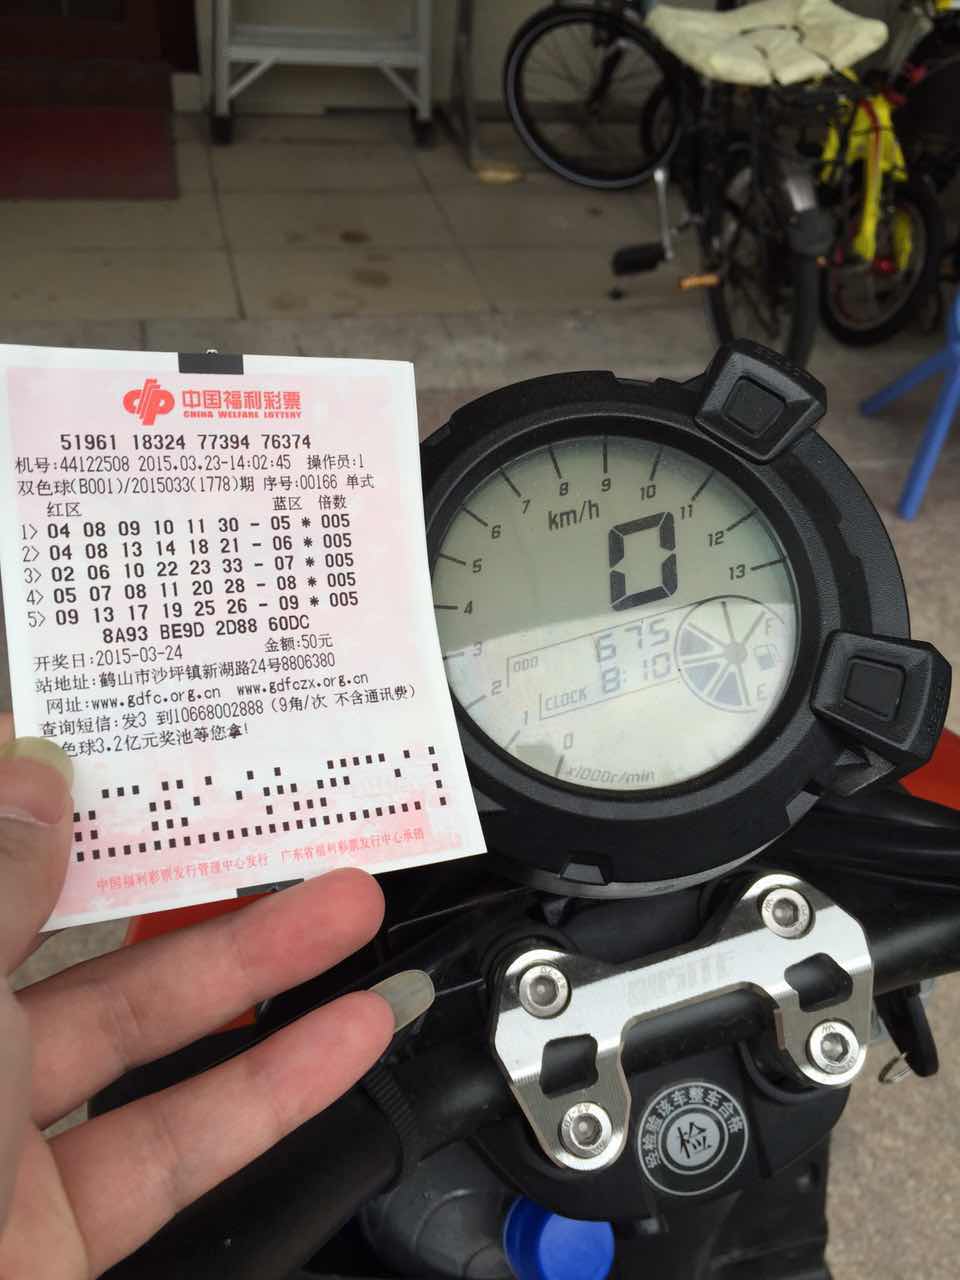 中国福利彩票
CHINA WELFARE LOTTERY
51961 18324 77394 76374
机号:44122508 2015.03.23-14:02:45 操作员:1
双色球(B001)/2015033(1778)期 序号:00166 单式
红区 蓝区 倍数
1> 04 08 09 10 11 30 - 05 * 005
2> 04 08 13 14 18 21 - 06 * 005
3> 02 06 10 22 23 33 - 07 * 005
4> 05 07 08 11 20 28 - 08 * 005
5> 09 13 17 19 25 26 - 09 * 005
8A93 BE9D 2D88 60DC
开奖日:2015-03-24 金额:50元
站地址:鹤山市沙坪镇新湖路24号8806380
网址:www.gdfc.org.cn www.gdfczx.org.cn
查询短信:发3 到10668002888(9角/次 不含通讯费)
色球3.2亿元奖池等您拿!
中国福利彩票发行管理中心发行 广东省福利彩票发行中心承销
0 1 2 3 4 5 6 7 8 9 10 11 12 13
km/h
0
ODO 675
CLOCK 8:10
F
E
x1000r/min
经检验该车整车合格
检